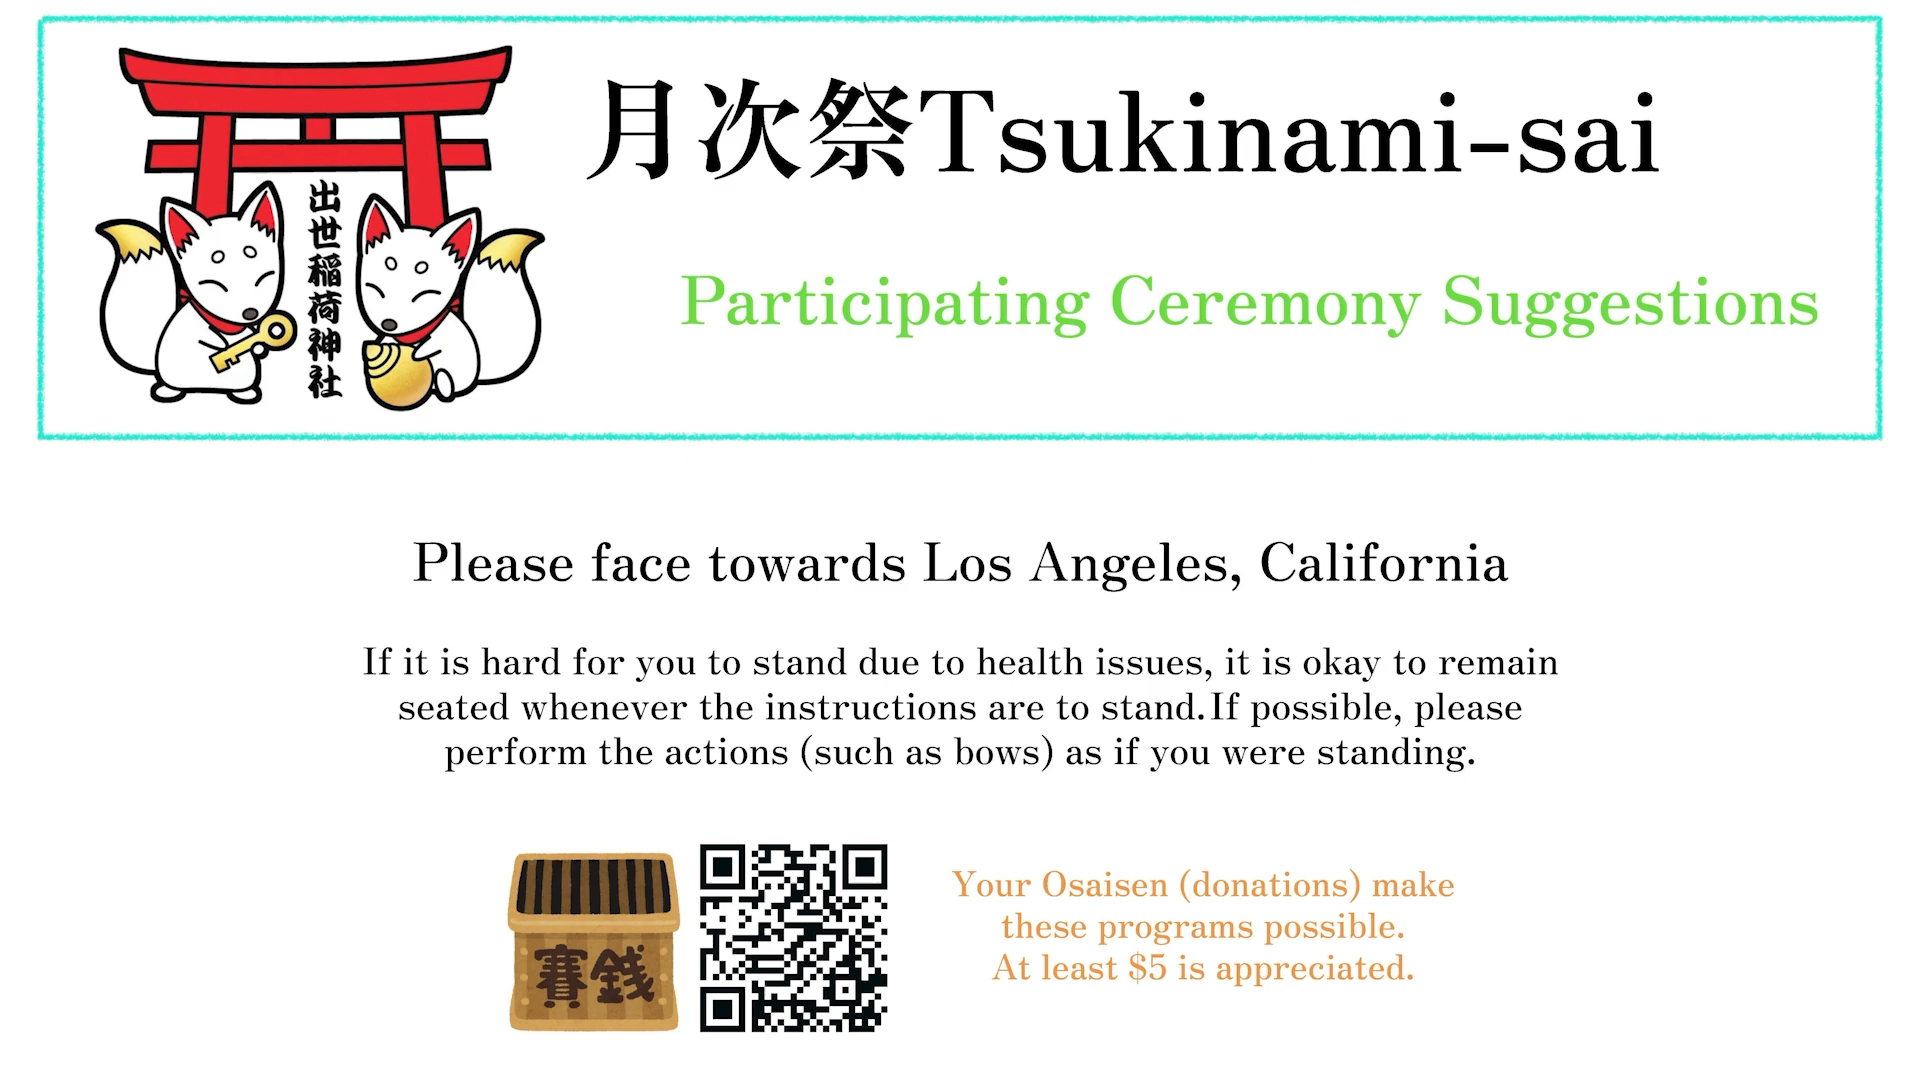 出世稲荷神社
月次祭Tsukinami-sai
Participating Ceremony Suggestions
Please face towards Los Angeles, California
If it is hard for you to stand due to health issues, it is okay to remain
seated whenever the instructions are to stand.If possible, please
perform the actions (such as bows) as if you were standing.
賽銭
Your Osaisen (donations) make
these programs possible.
At least $5 is appreciated.